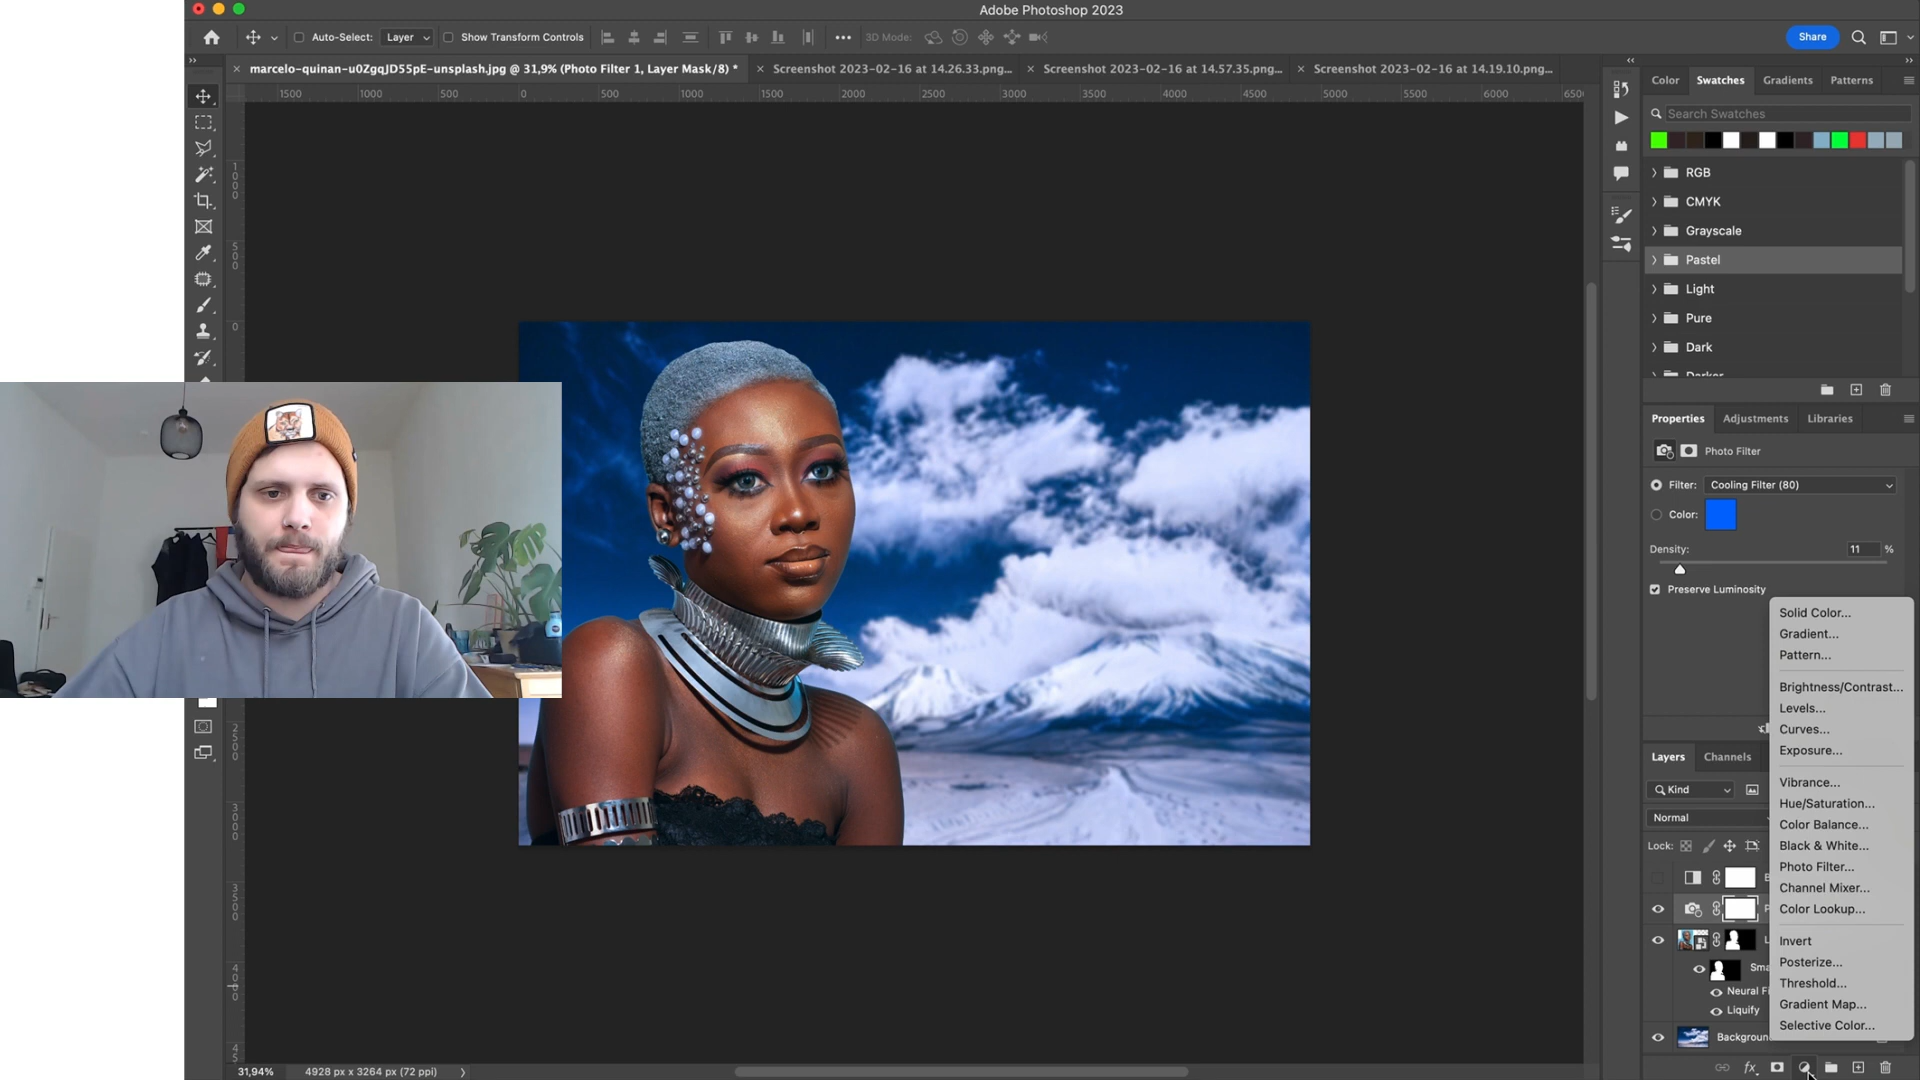 Adobe Photoshop 2023
Auto-Select: Layer Show Transform Controls 3D Mode: Share
marcelo-quinan-u0ZgqJD55pE-unsplash.jpg @ 31,9% (Photo Filter 1, Layer Mask/8) * Screenshot 2023-02-16 at 14.26.33.png... Screenshot 2023-02-16 at 14.57.35.png... Screenshot 2023-02-16 at 14.19.10.png...
1500 1000 500 0 500 1000 1500 2000 2500 3000 3500 4000 4500 5000 5500 6000 6500
Color Swatches Gradients Patterns
Search Swatches
RGB
CMYK
Grayscale
Pastel
Light
Pure
Dark
Darker
Properties Adjustments Libraries
Photo Filter
Filter: Cooling Filter (80)
Color:
Density: 11 %
Preserve Luminosity
Solid Color...
Gradient...
Pattern...
Brightness/Contrast...
Levels...
Curves...
Exposure...
Vibrance...
Hue/Saturation...
Color Balance...
Black & White...
Photo Filter...
Channel Mixer...
Color Lookup...
Invert
Posterize...
Threshold...
Gradient Map...
Selective Color...
Layers Channels
Kind
Normal
Lock:
Sma
Neural Fi
Liquify
Background
31,94% 4928 px x 3264 px (72 ppi)